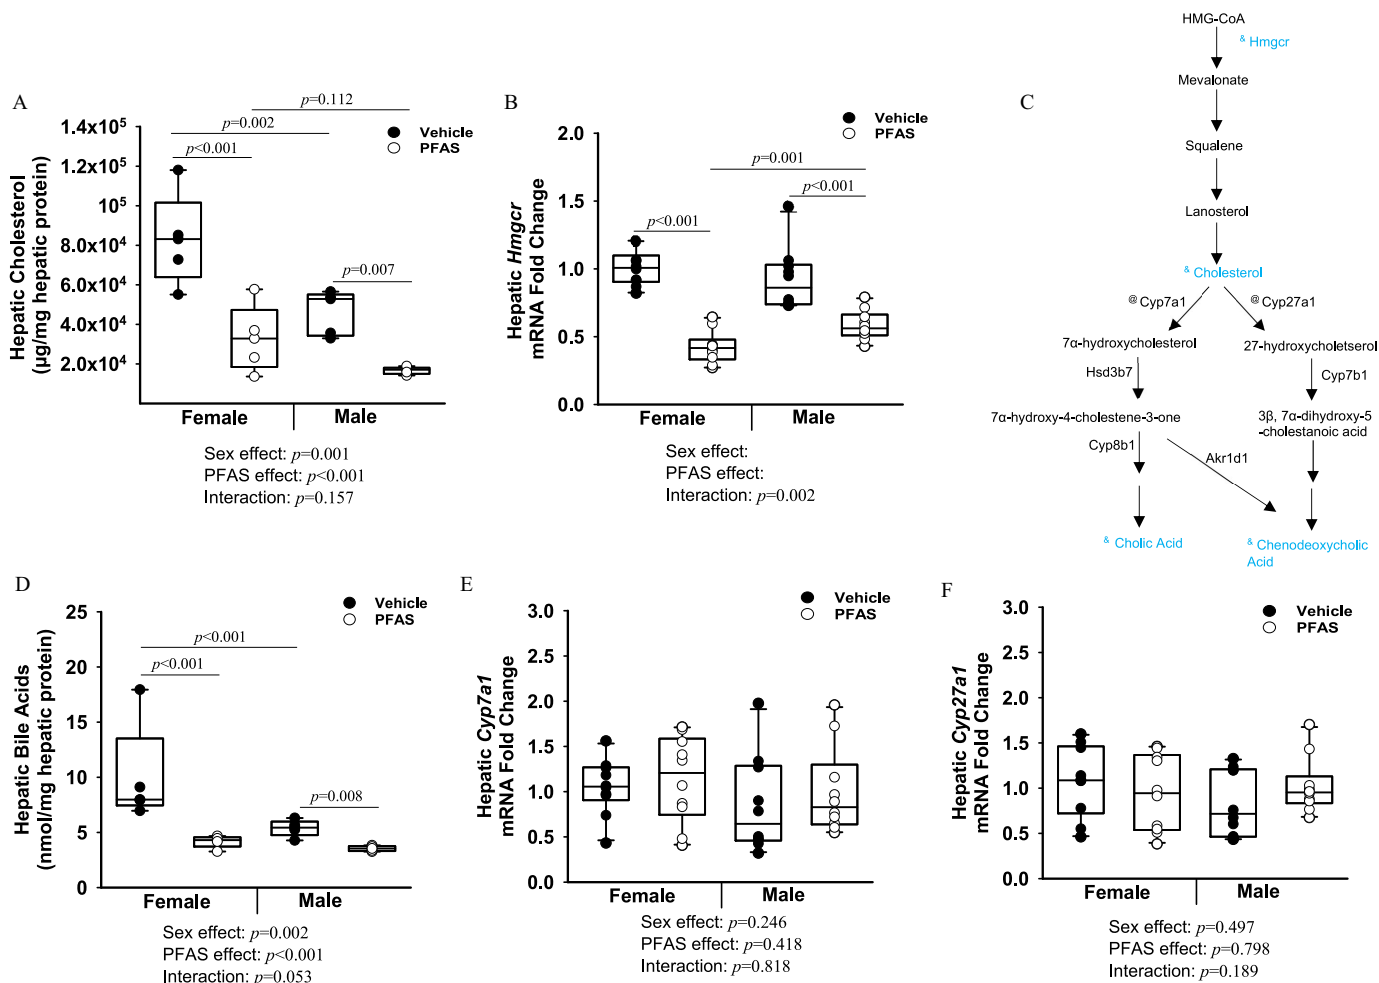 A
p=0.112
p=0.002
p<0.001
p=0.007
Vehicle
PFAS
1.4x10⁵
1.2x10⁵
10⁵
8.0x10⁴
6.0x10⁴
4.0x10⁴
2.0x10⁴
Hepatic Cholesterol
(µg/mg hepatic protein)
Female
Male
Sex effect: p=0.001
PFAS effect: p<0.001
Interaction: p=0.157
B
Vehicle
PFAS
p=0.001
p<0.001
p<0.001
2.0
1.5
1.0
0.5
0.0
Hepatic Hmgcr
mRNA Fold Change
Female
Male
Sex effect:
PFAS effect:
Interaction: p=0.002
C
HMG-CoA
& Hmgcr
Mevalonate
Squalene
Lanosterol
& Cholesterol
@ Cyp7a1
@ Cyp27a1
7α-hydroxycholesterol
27-hydroxycholetserol
Hsd3b7
Cyp7b1
7α-hydroxy-4-cholestene-3-one
3β, 7α-dihydroxy-5
-cholestanoic acid
Cyp8b1
Akr1d1
& Cholic Acid
& Chenodeoxycholic
Acid
D
Vehicle
PFAS
p<0.001
p<0.001
p=0.008
25
20
15
10
5
0
Hepatic Bile Acids
(nmol/mg hepatic protein)
Female
Male
Sex effect: p=0.002
PFAS effect: p<0.001
Interaction: p=0.053
E
Vehicle
PFAS
3.0
2.5
2.0
1.5
1.0
0.5
0.0
Hepatic Cyp7a1
mRNA Fold Change
Female
Male
Sex effect: p=0.246
PFAS effect: p=0.418
Interaction: p=0.818
F
Vehicle
PFAS
3.0
2.5
2.0
1.5
1.0
0.5
0.0
Hepatic Cyp27a1
mRNA Fold Change
Female
Male
Sex effect: p=0.497
PFAS effect: p=0.798
Interaction: p=0.189